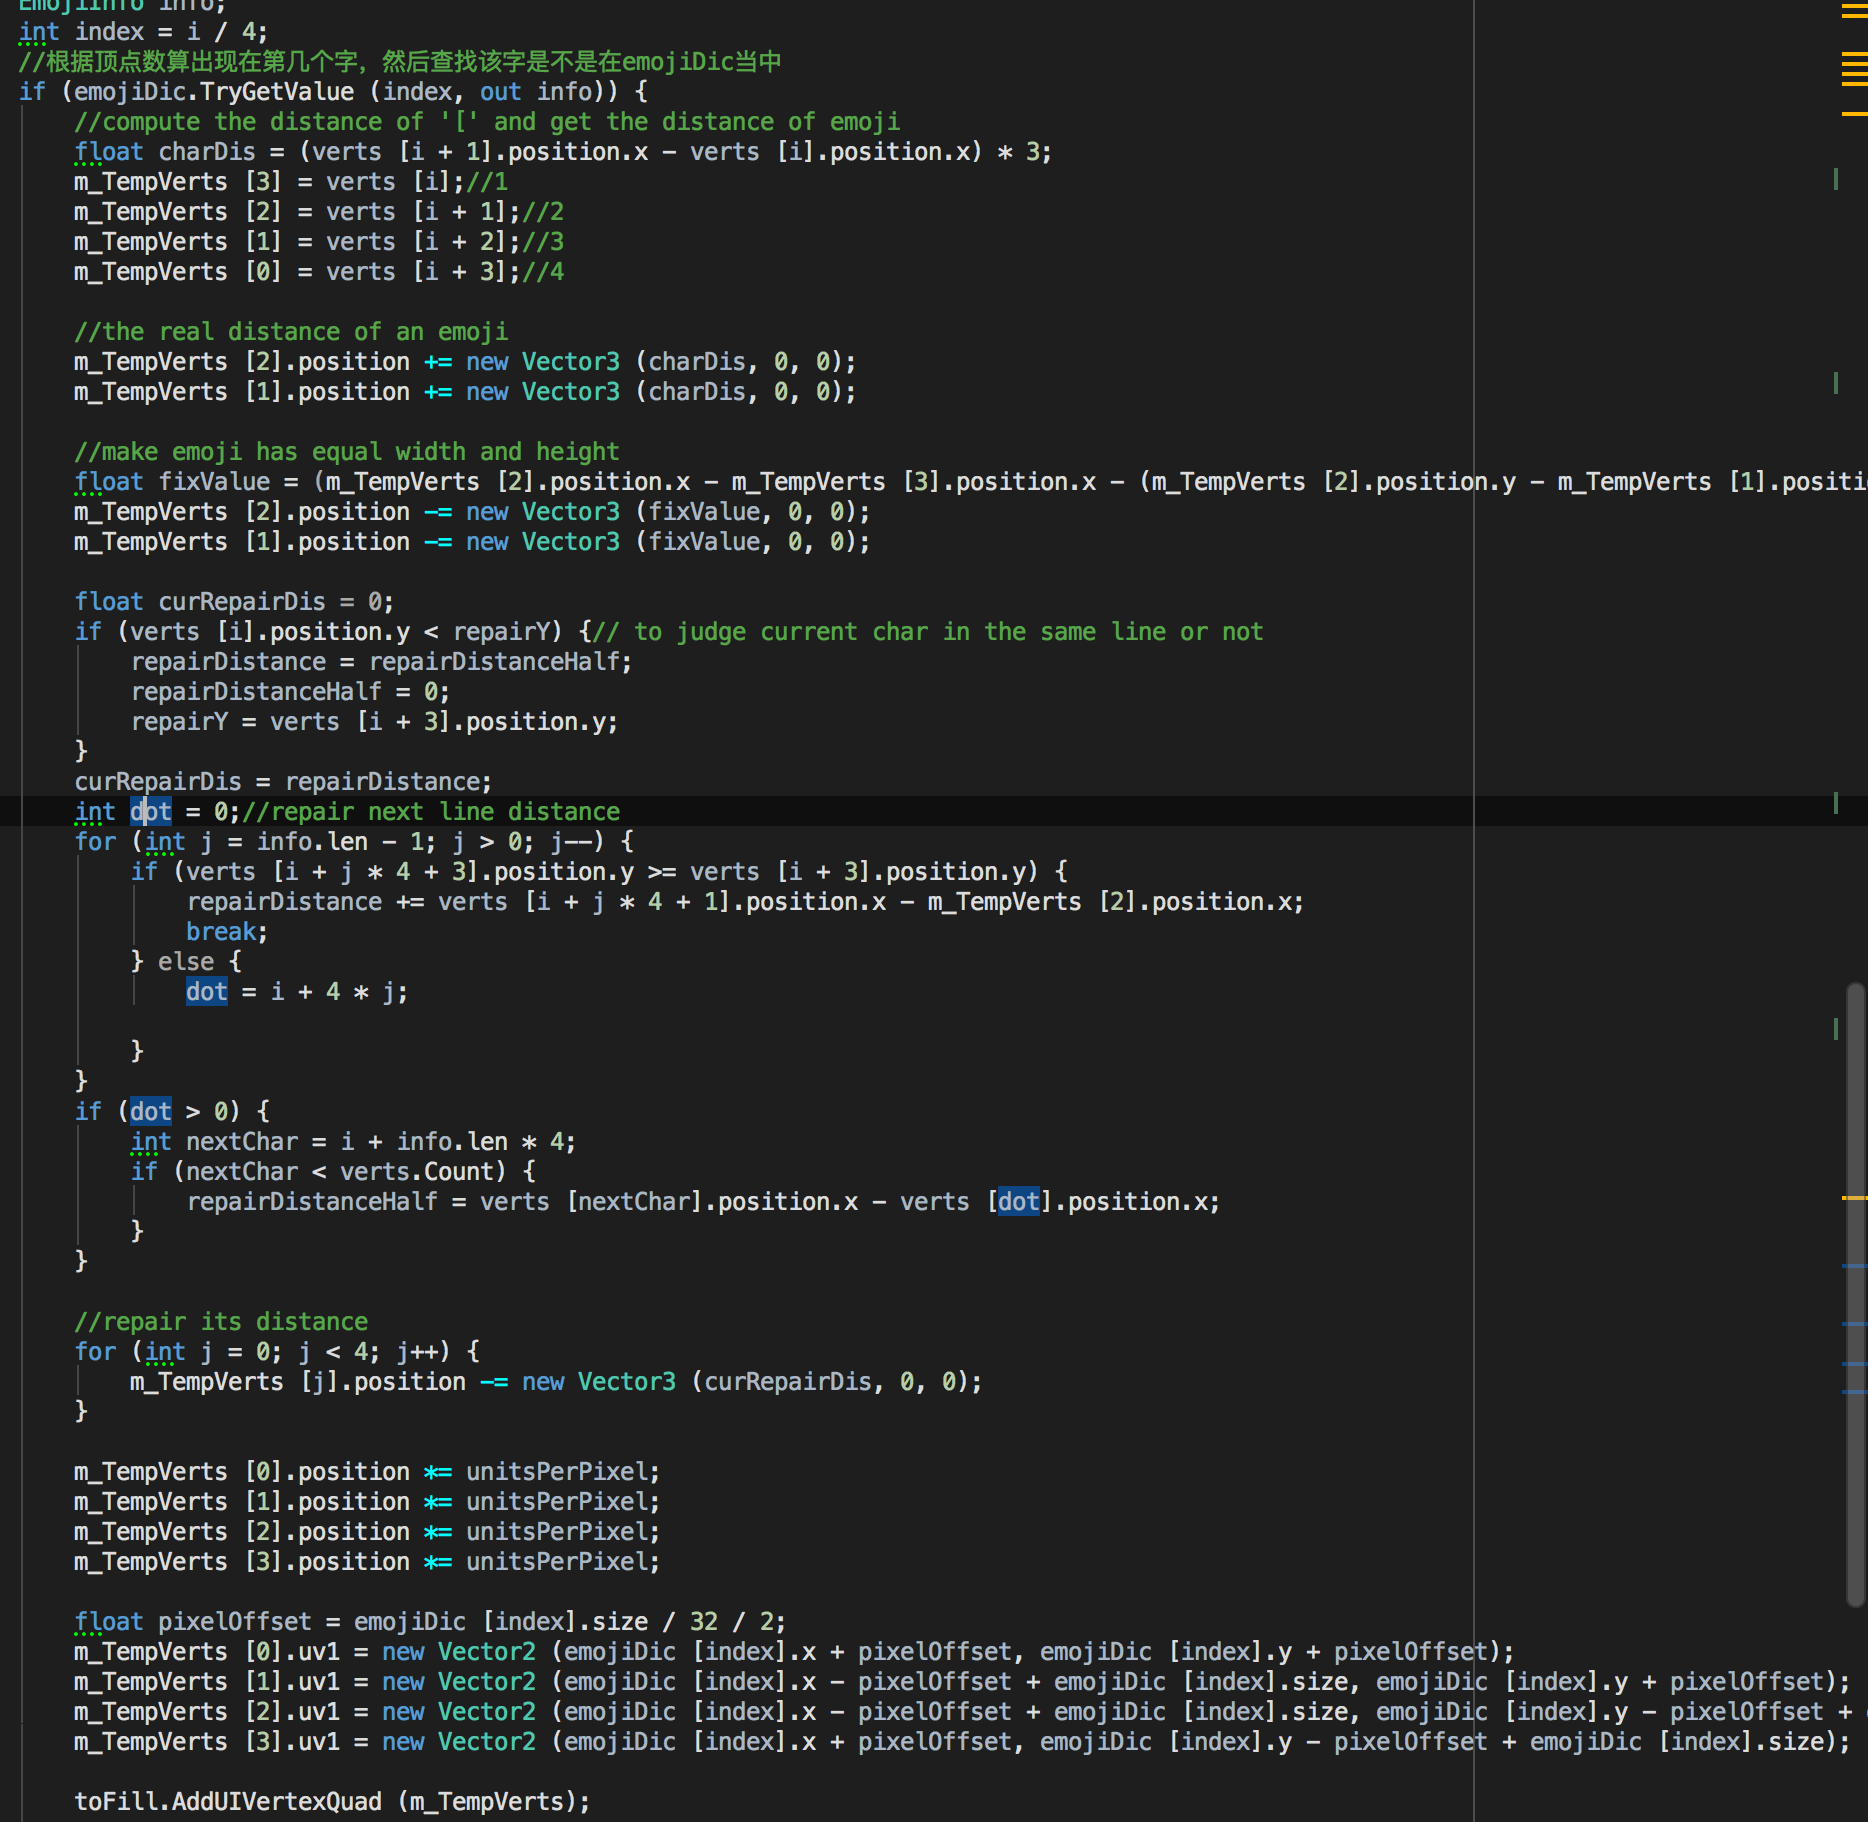 EmojiInfo info;
int index = i / 4;
//根据顶点数算出现在第几个字，然后查找该字是不是在emojiDic当中
if (emojiDic.TryGetValue (index, out info)) {
//compute the distance of '[' and get the distance of emoji
float charDis = (verts [i + 1].position.x - verts [i].position.x) * 3;
m_TempVerts [3] = verts [i];//1
m_TempVerts [2] = verts [i + 1];//2
m_TempVerts [1] = verts [i + 2];//3
m_TempVerts [0] = verts [i + 3];//4
//the real distance of an emoji
m_TempVerts [2].position += new Vector3 (charDis, 0, 0);
m_TempVerts [1].position += new Vector3 (charDis, 0, 0);
//make emoji has equal width and height
float fixValue = (m_TempVerts [2].position.x - m_TempVerts [3].position.x - (m_TempVerts [2].position.y - m_TempVerts [1].positi
m_TempVerts [2].position -= new Vector3 (fixValue, 0, 0);
m_TempVerts [1].position -= new Vector3 (fixValue, 0, 0);
float curRepairDis = 0;
if (verts [i].position.y < repairY) {// to judge current char in the same line or not
repairDistance = repairDistanceHalf;
repairDistanceHalf = 0;
repairY = verts [i + 3].position.y;
}
curRepairDis = repairDistance;
int dot = 0;//repair next line distance
for (int j = info.len - 1; j > 0; j--) {
if (verts [i + j * 4 + 3].position.y >= verts [i + 3].position.y) {
repairDistance += verts [i + j * 4 + 1].position.x - m_TempVerts [2].position.x;
break;
} else {
dot = i + 4 * j;
}
}
if (dot > 0) {
int nextChar = i + info.len * 4;
if (nextChar < verts.Count) {
repairDistanceHalf = verts [nextChar].position.x - verts [dot].position.x;
}
}
//repair its distance
for (int j = 0; j < 4; j++) {
m_TempVerts [j].position -= new Vector3 (curRepairDis, 0, 0);
}
m_TempVerts [0].position *= unitsPerPixel;
m_TempVerts [1].position *= unitsPerPixel;
m_TempVerts [2].position *= unitsPerPixel;
m_TempVerts [3].position *= unitsPerPixel;
float pixelOffset = emojiDic [index].size / 32 / 2;
m_TempVerts [0].uv1 = new Vector2 (emojiDic [index].x + pixelOffset, emojiDic [index].y + pixelOffset);
m_TempVerts [1].uv1 = new Vector2 (emojiDic [index].x - pixelOffset + emojiDic [index].size, emojiDic [index].y + pixelOffset);
m_TempVerts [2].uv1 = new Vector2 (emojiDic [index].x - pixelOffset + emojiDic [index].size, emojiDic [index].y - pixelOffset +
m_TempVerts [3].uv1 = new Vector2 (emojiDic [index].x + pixelOffset, emojiDic [index].y - pixelOffset + emojiDic [index].size);
toFill.AddUIVertexQuad (m_TempVerts);